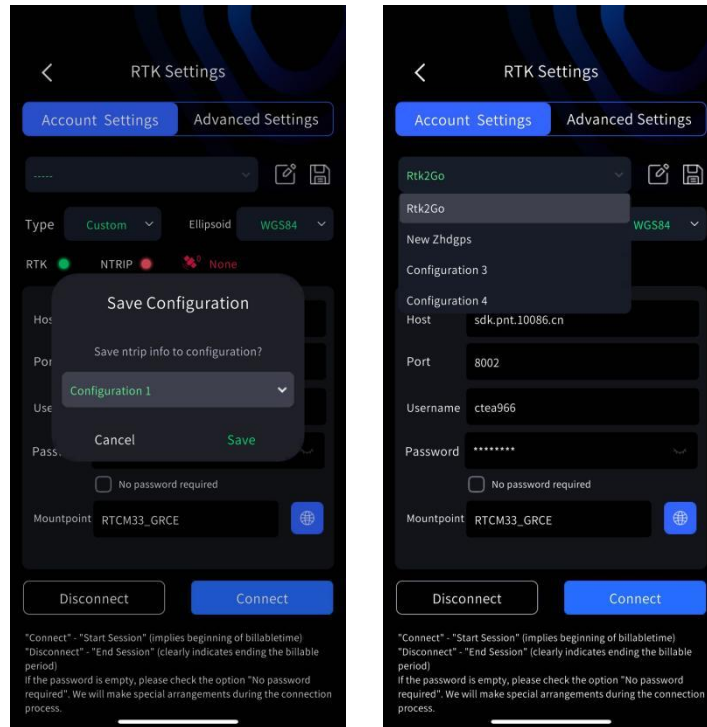 RTK Settings
Account Settings
Advanced Settings
-----
Type
Custom
Ellipsoid
WGS84
RTK
NTRIP
None
Save Configuration
Save ntrip info to configuration?
Configuration 1
Cancel
Save
Hos
Por
Use
Pass
No password required
Mountpoint
RTCM33_GRCE
Disconnect
Connect
"Connect" - "Start Session" (implies beginning of billabletime)
"Disconnect" - "End Session" (clearly indicates ending the billable
period)
If the password is empty, please check the option "No password
required". We will make special arrangements during the connection
process.
RTK Settings
Account Settings
Advanced Settings
Rtk2Go
Rtk2Go
New Zhdgps
Configuration 3
Configuration 4
WGS84
Host
sdk.pnt.10086.cn
Port
8002
Username
ctea966
Password
********
No password required
Mountpoint
RTCM33_GRCE
Disconnect
Connect
"Connect" - "Start Session" (implies beginning of billabletime)
"Disconnect" - "End Session" (clearly indicates ending the billable
period)
If the password is empty, please check the option "No password
required". We will make special arrangements during the connection
process.